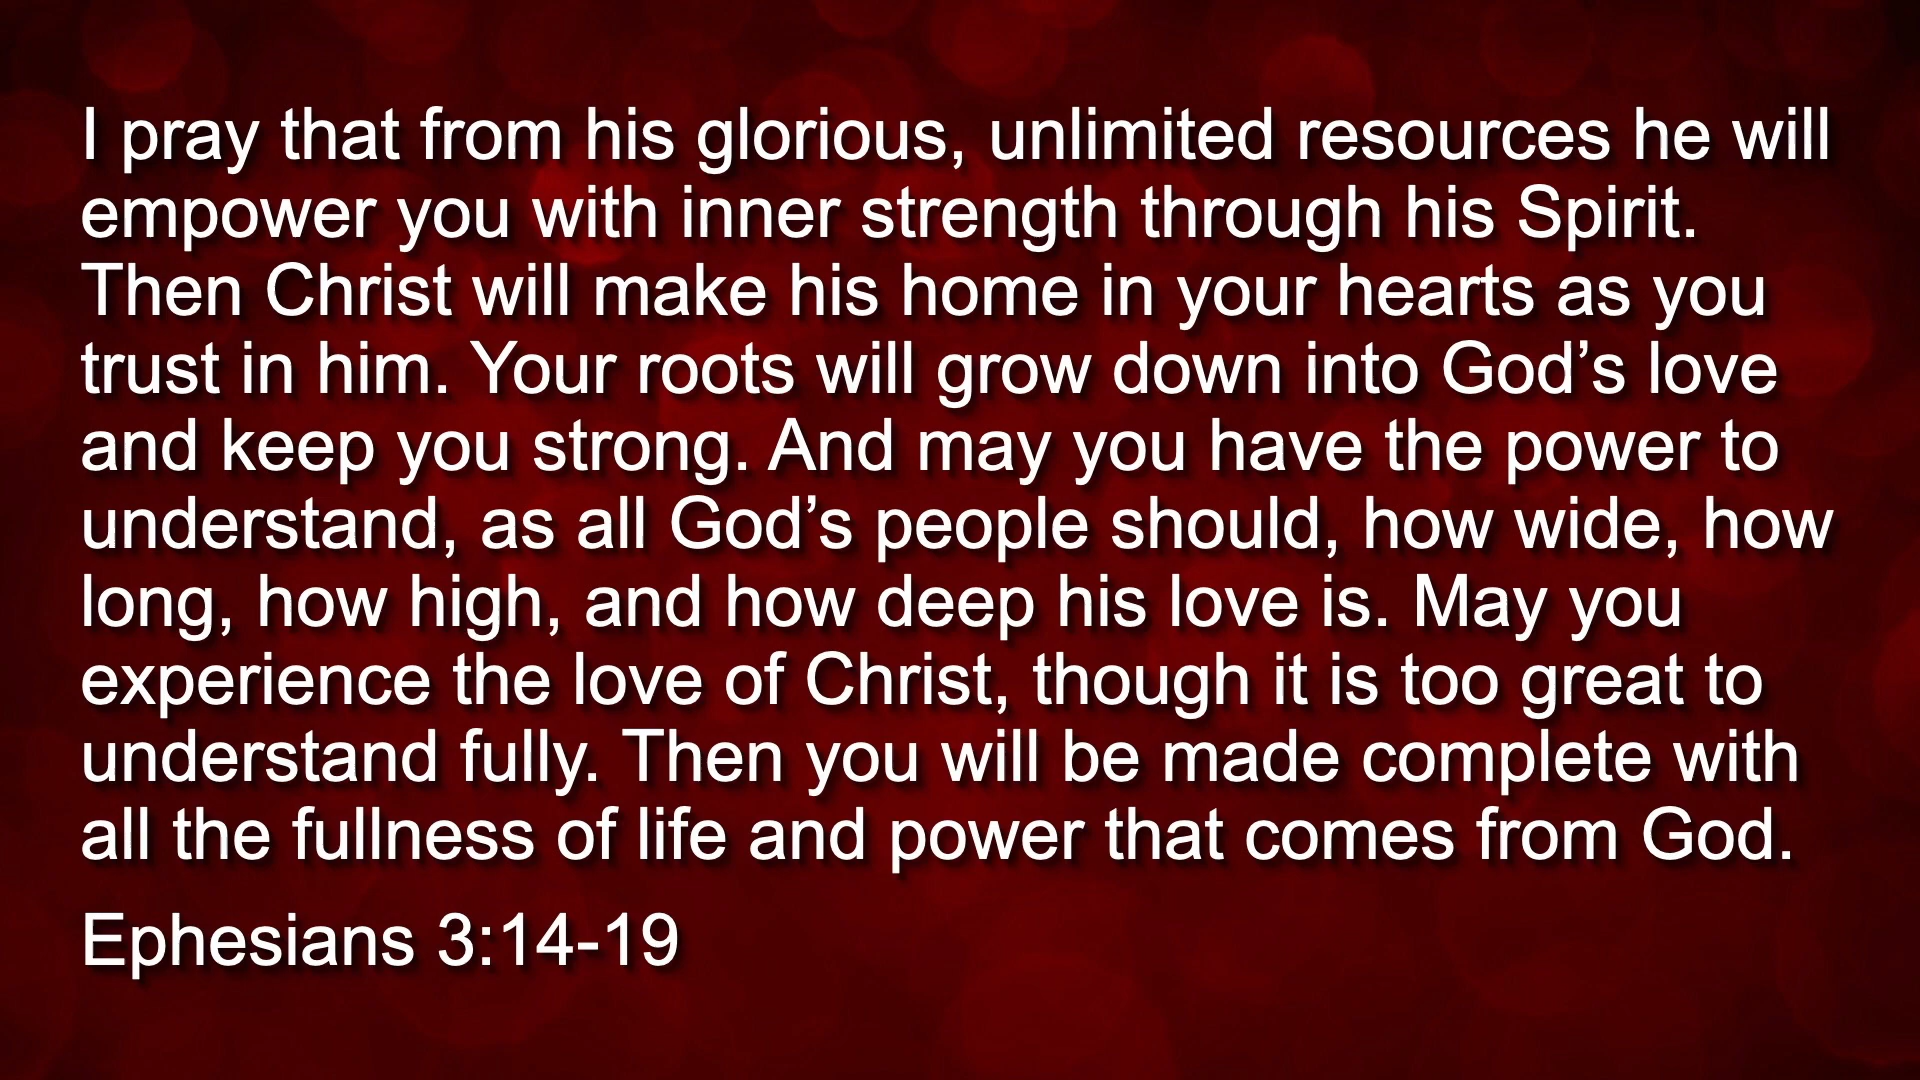 I pray that from his glorious, unlimited resources he will
empower you with inner strength through his Spirit.
Then Christ will make his home in your hearts as you
trust in him. Your roots will grow down into God’s love
and keep you strong. And may you have the power to
understand, as all God’s people should, how wide, how
long, how high, and how deep his love is. May you
experience the love of Christ, though it is too great to
understand fully. Then you will be made complete with
all the fullness of life and power that comes from God.
Ephesians 3:14-19